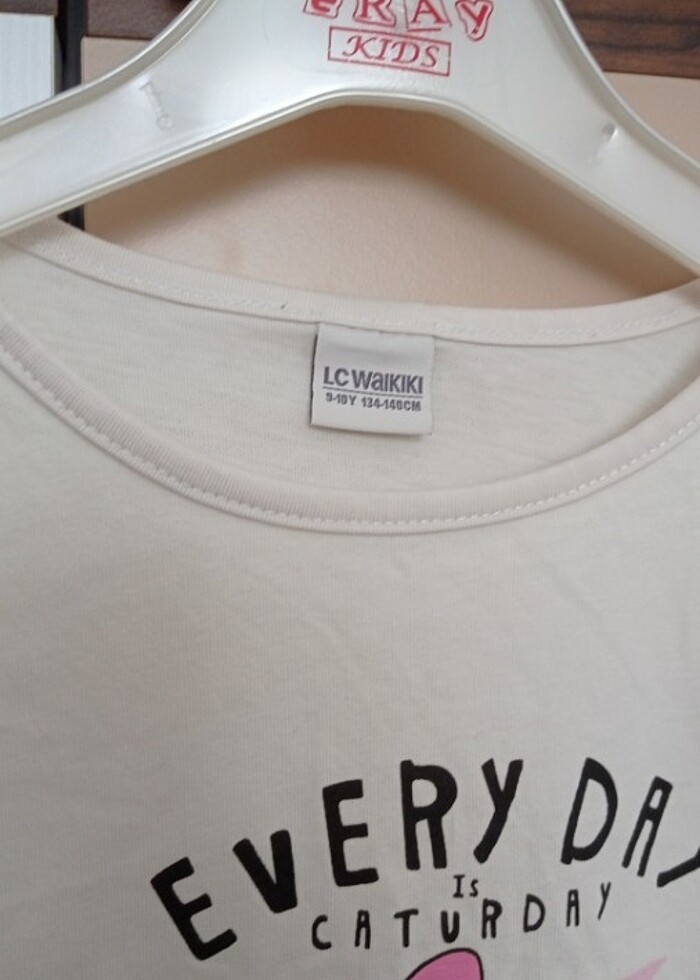 ERAY
KIDS
LC WAIKIKI
9-10Y 134-140CM
EVERY DAY
Is
CATURDAY